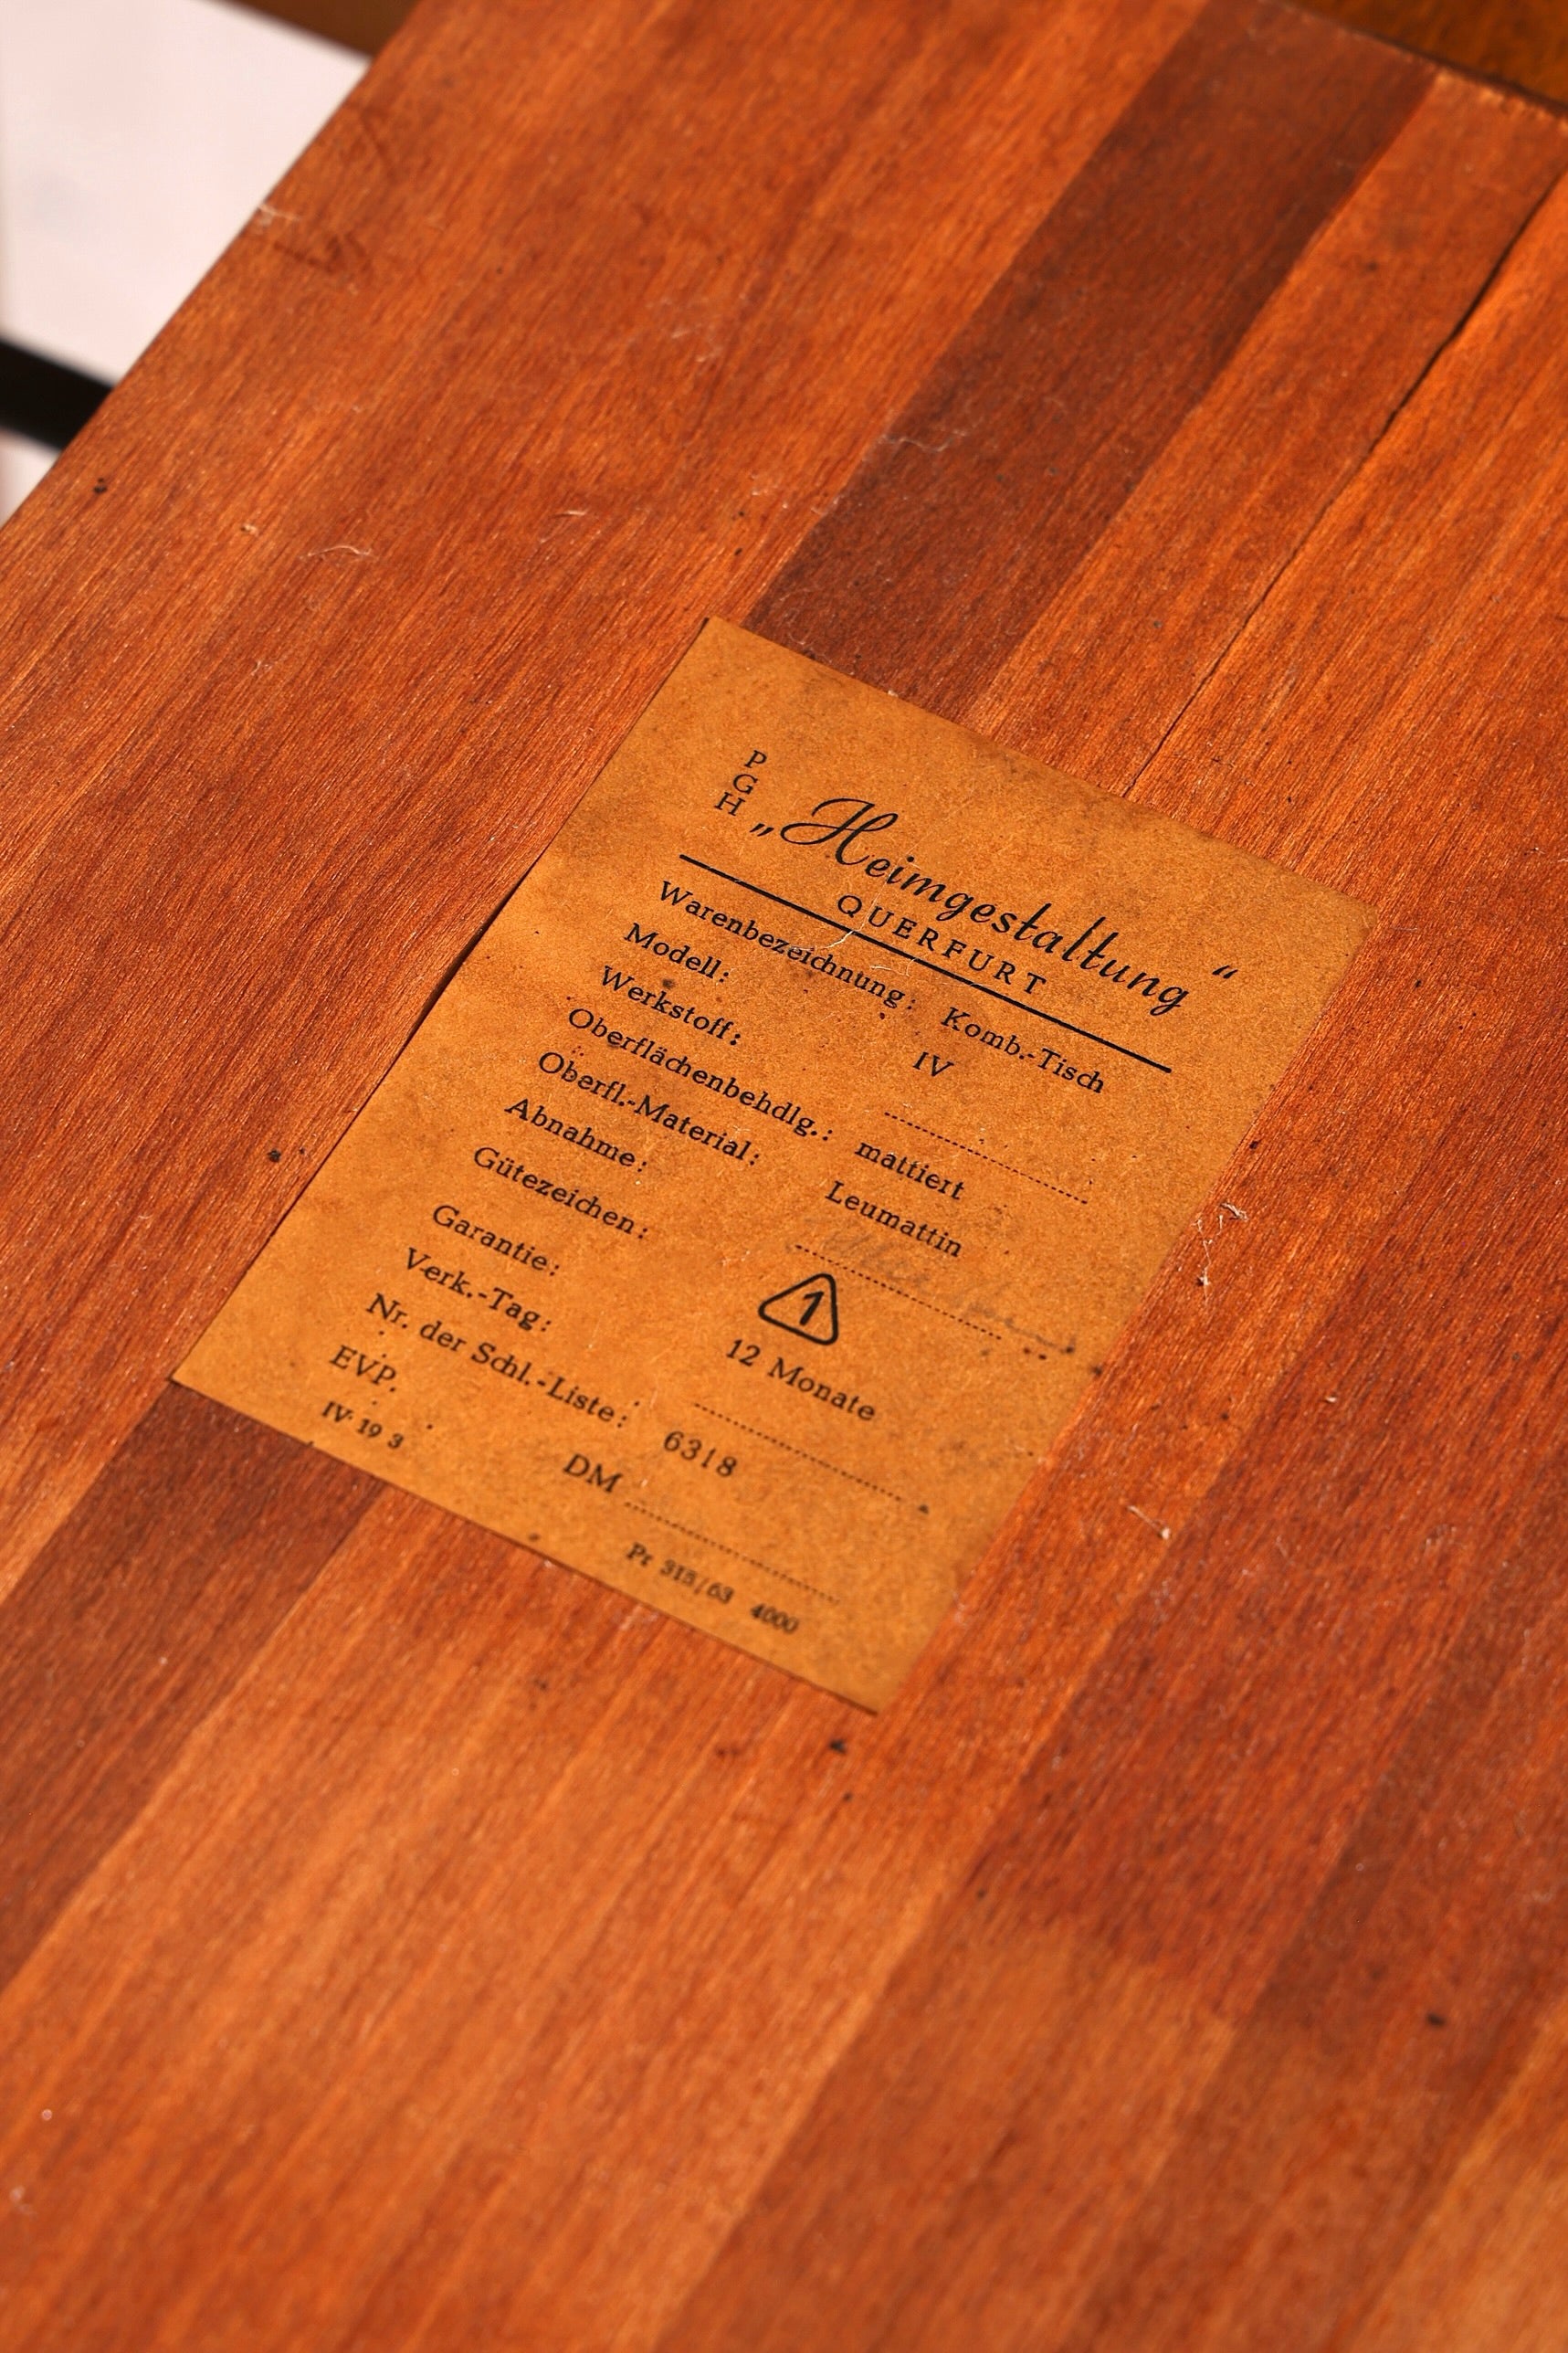 PGH „Heimgestaltung“
QUERFURT
Warenbezeichnung: Komb.-Tisch
Modell: IV
Werkstoff:
Oberflächenbehdlg.: mattiert
Oberfl.-Material: Leumattin
Abnahme:
Gütezeichen: 1
Garantie: 12 Monate
Verk.-Tag:
Nr. der Schl.-Liste: 6318
EVP. DM
IV 19 3 Pr 315/63 4000